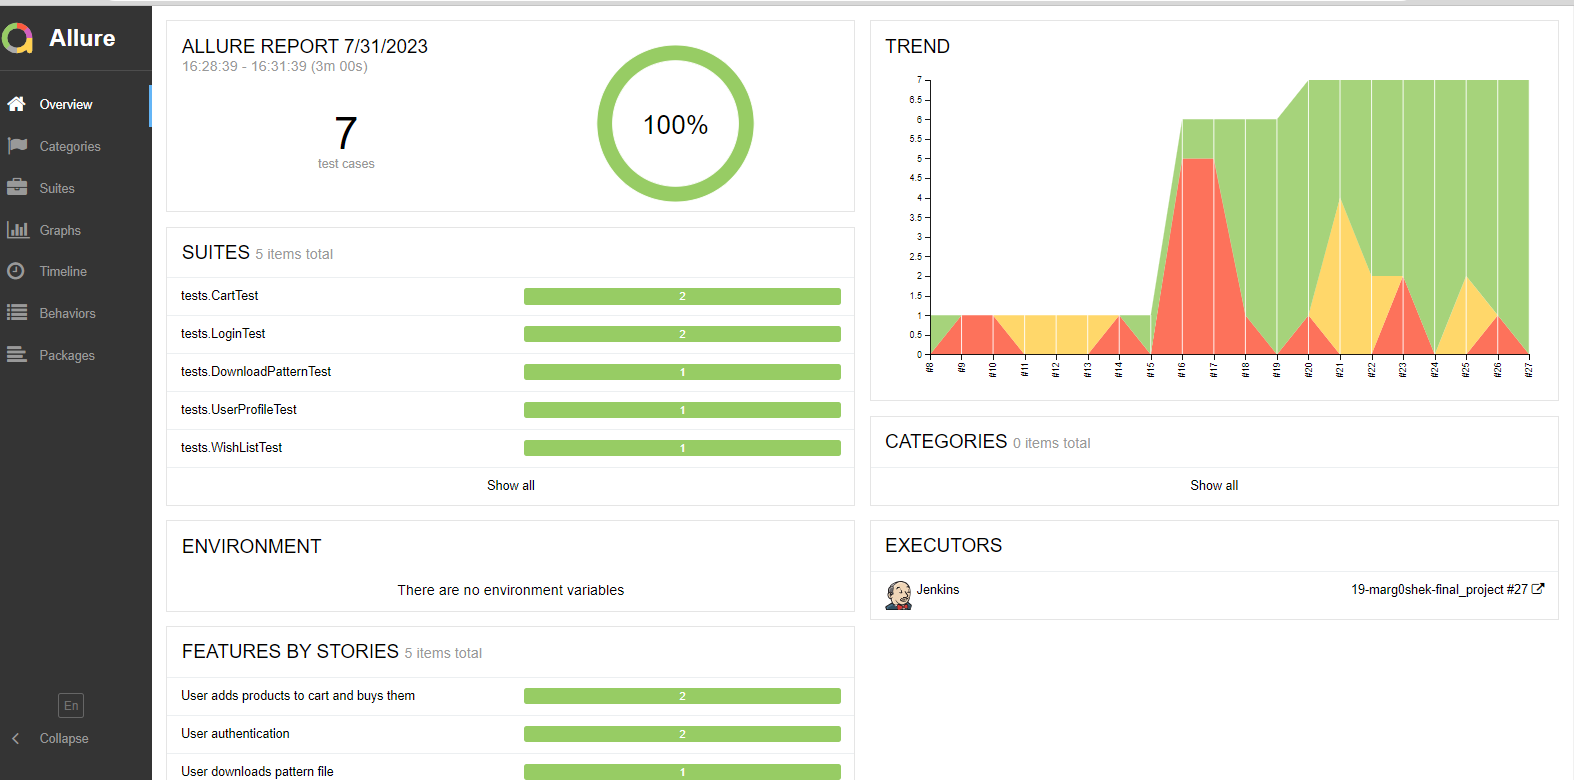 Allure
Overview
Categories
Suites
Graphs
Timeline
Behaviors
Packages
En
Collapse
ALLURE REPORT 7/31/2023
16:28:39 - 16:31:39 (3m 00s)
7
test cases
100%
SUITES 5 items total
tests.CartTest 2
tests.LoginTest 2
tests.DownloadPatternTest 1
tests.UserProfileTest 1
tests.WishListTest 1
Show all
ENVIRONMENT
There are no environment variables
FEATURES BY STORIES 5 items total
User adds products to cart and buys them 2
User authentication 2
User downloads pattern file 1
TREND
7
6.5
6
5.5
5
4.5
4
3.5
3
2.5
2
1.5
1
0.5
0
#8 #9 #10 #11 #12 #13 #14 #15 #16 #17 #18 #19 #20 #21 #22 #23 #24 #25 #26 #27
CATEGORIES 0 items total
Show all
EXECUTORS
Jenkins 19-marg0shek-final_project #27